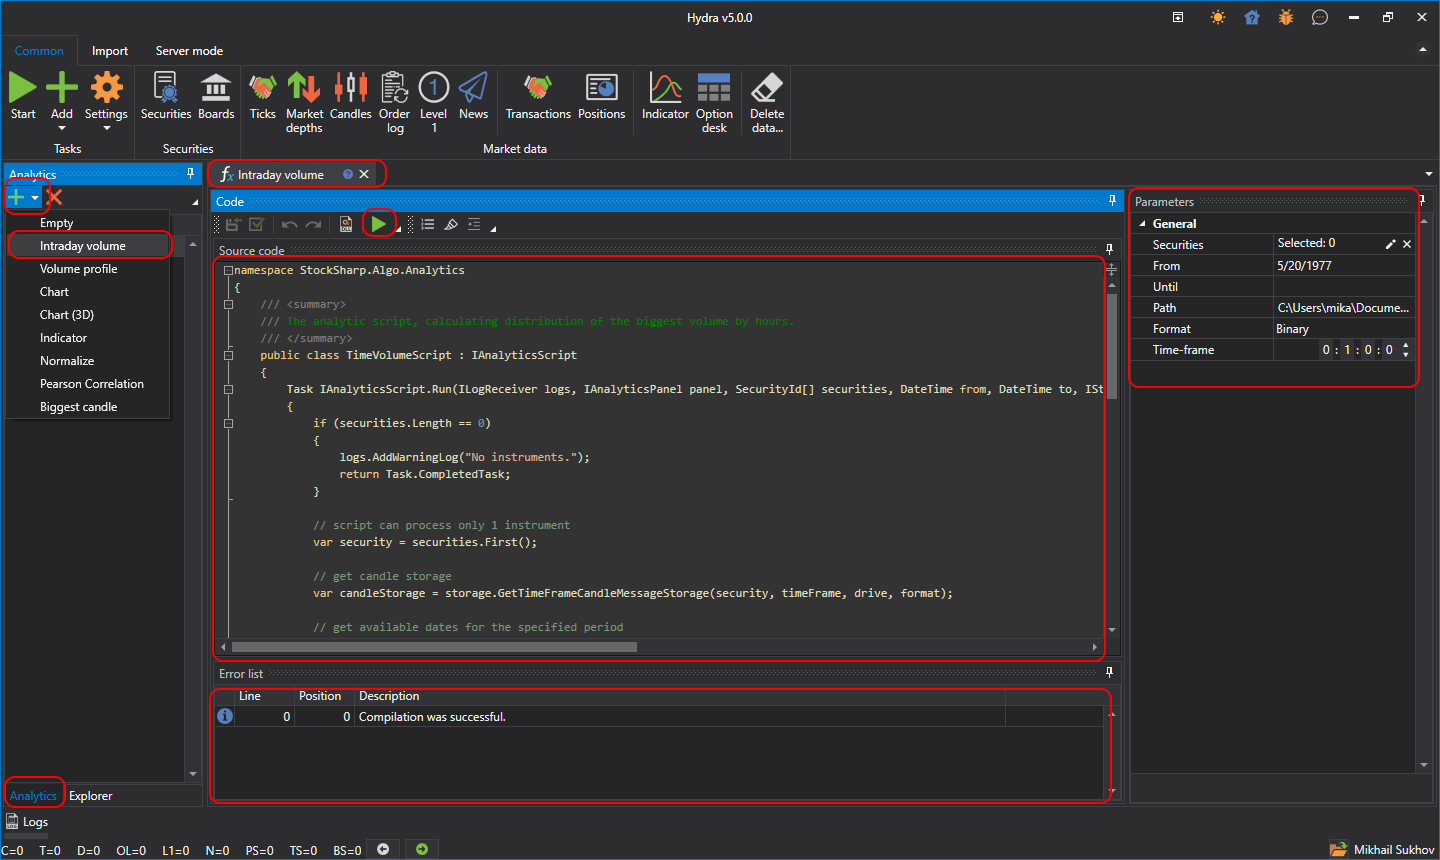 Hydra v5.0.0
Common Import Server mode
Start Add Settings Securities Boards Ticks Market depths Candles Order log Level 1 News Transactions Positions Indicator Option desk Delete data...
Tasks Securities Market data
Analytics
Empty
Intraday volume
Volume profile
Chart
Chart (3D)
Indicator
Normalize
Pearson Correlation
Biggest candle
Analytics Explorer
fx Intraday volume ?
Code
Source code
namespace StockSharp.Algo.Analytics
{
/// <summary>
/// The analytic script, calculating distribution of the biggest volume by hours.
/// </summary>
public class TimeVolumeScript : IAnalyticsScript
{
Task IAnalyticsScript.Run(ILogReceiver logs, IAnalyticsPanel panel, SecurityId[] securities, DateTime from, DateTime to, ISt
{
if (securities.Length == 0)
{
logs.AddWarningLog("No instruments.");
return Task.CompletedTask;
}
// script can process only 1 instrument
var security = securities.First();
// get candle storage
var candleStorage = storage.GetTimeFrameCandleMessageStorage(security, timeFrame, drive, format);
// get available dates for the specified period
Error list
Line Position Description
0 0 Compilation was successful.
Parameters
General
Securities Selected: 0
From 5/20/1977
Until
Path C:\Users\mika\Docume...
Format Binary
Time-frame 0 : 1 : 0 : 0
Logs
C=0 T=0 D=0 OL=0 L1=0 N=0 PS=0 TS=0 BS=0 Mikhail Sukhov